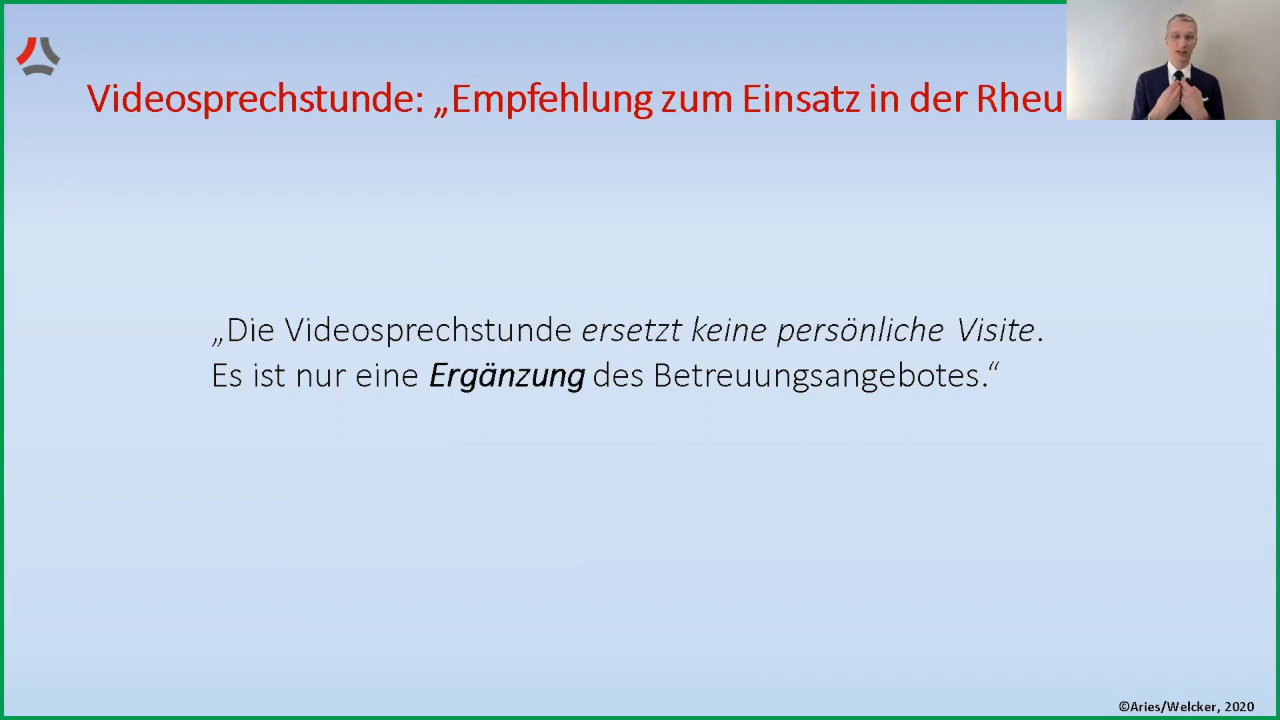 Videosprechstunde: „Empfehlung zum Einsatz in der
„Die Videosprechstunde ersetzt keine persönliche Visite.
Es ist nur eine Ergänzung des Betreuungsangebotes.“
©Aries/Welcker, 2020